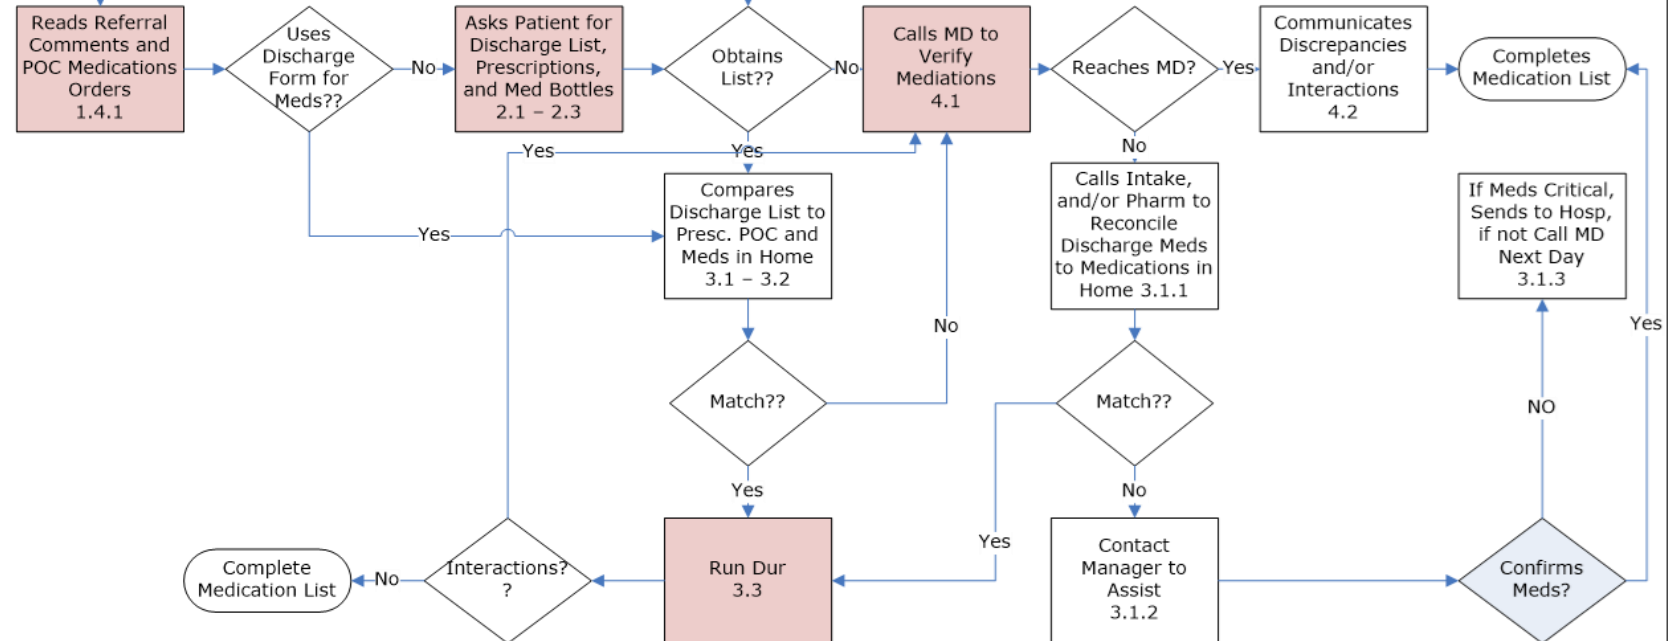 Reads Referral
Comments and
POC Medications
Orders
1.4.1
Uses
Discharge
Form for
Meds??
No
Asks Patient for
Discharge List,
Prescriptions,
and Med Bottles
2.1 – 2.3
Obtains
List??
No
Calls MD to
Verify
Mediations
4.1
Reaches MD?
Yes
Communicates
Discrepancies
and/or
Interactions
4.2
Completes
Medication List
Yes
Yes
No
Yes
Compares
Discharge List to
Presc. POC and
Meds in Home
3.1 – 3.2
Calls Intake,
and/or Pharm to
Reconcile
Discharge Meds
to Medications in
Home 3.1.1
If Meds Critical,
Sends to Hosp,
if not Call MD
Next Day
3.1.3
No
Yes
Match??
Match??
NO
Yes
No
Yes
Complete
Medication List
No
Interactions?
?
Run Dur
3.3
Contact
Manager to
Assist
3.1.2
Confirms
Meds?